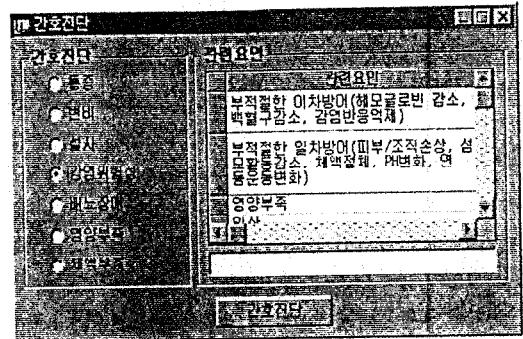 간호진단
간호진단
통증
변비
설사
감염위험성
배뇨장애
영양부족
체액부족
관련요인
관련요인
부적절한 이차방어(헤모글로빈 감소,
백혈구감소, 감염반응억제)
부적절한 일차방어(피부/조직손상, 섬
모활동감소, 체액정체, PH변화, 연
동운동변화)
영양부족
간호진단